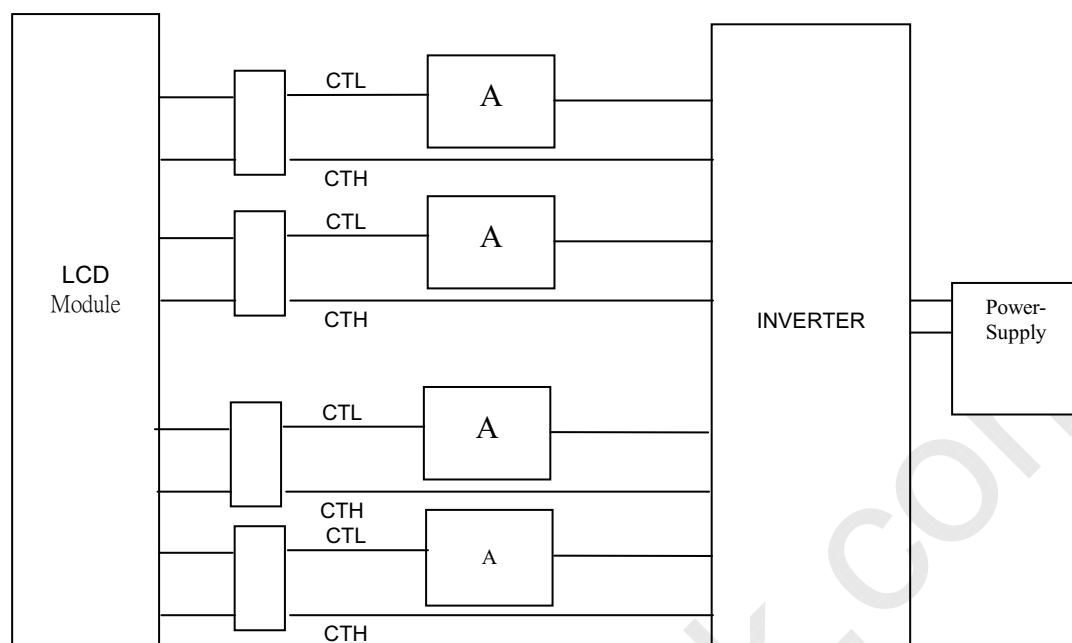 CTL
A
CTH
CTL
A
LCD
Module
CTH
INVERTER
Power-
Supply
CTL
A
CTH
CTL
A
CTH